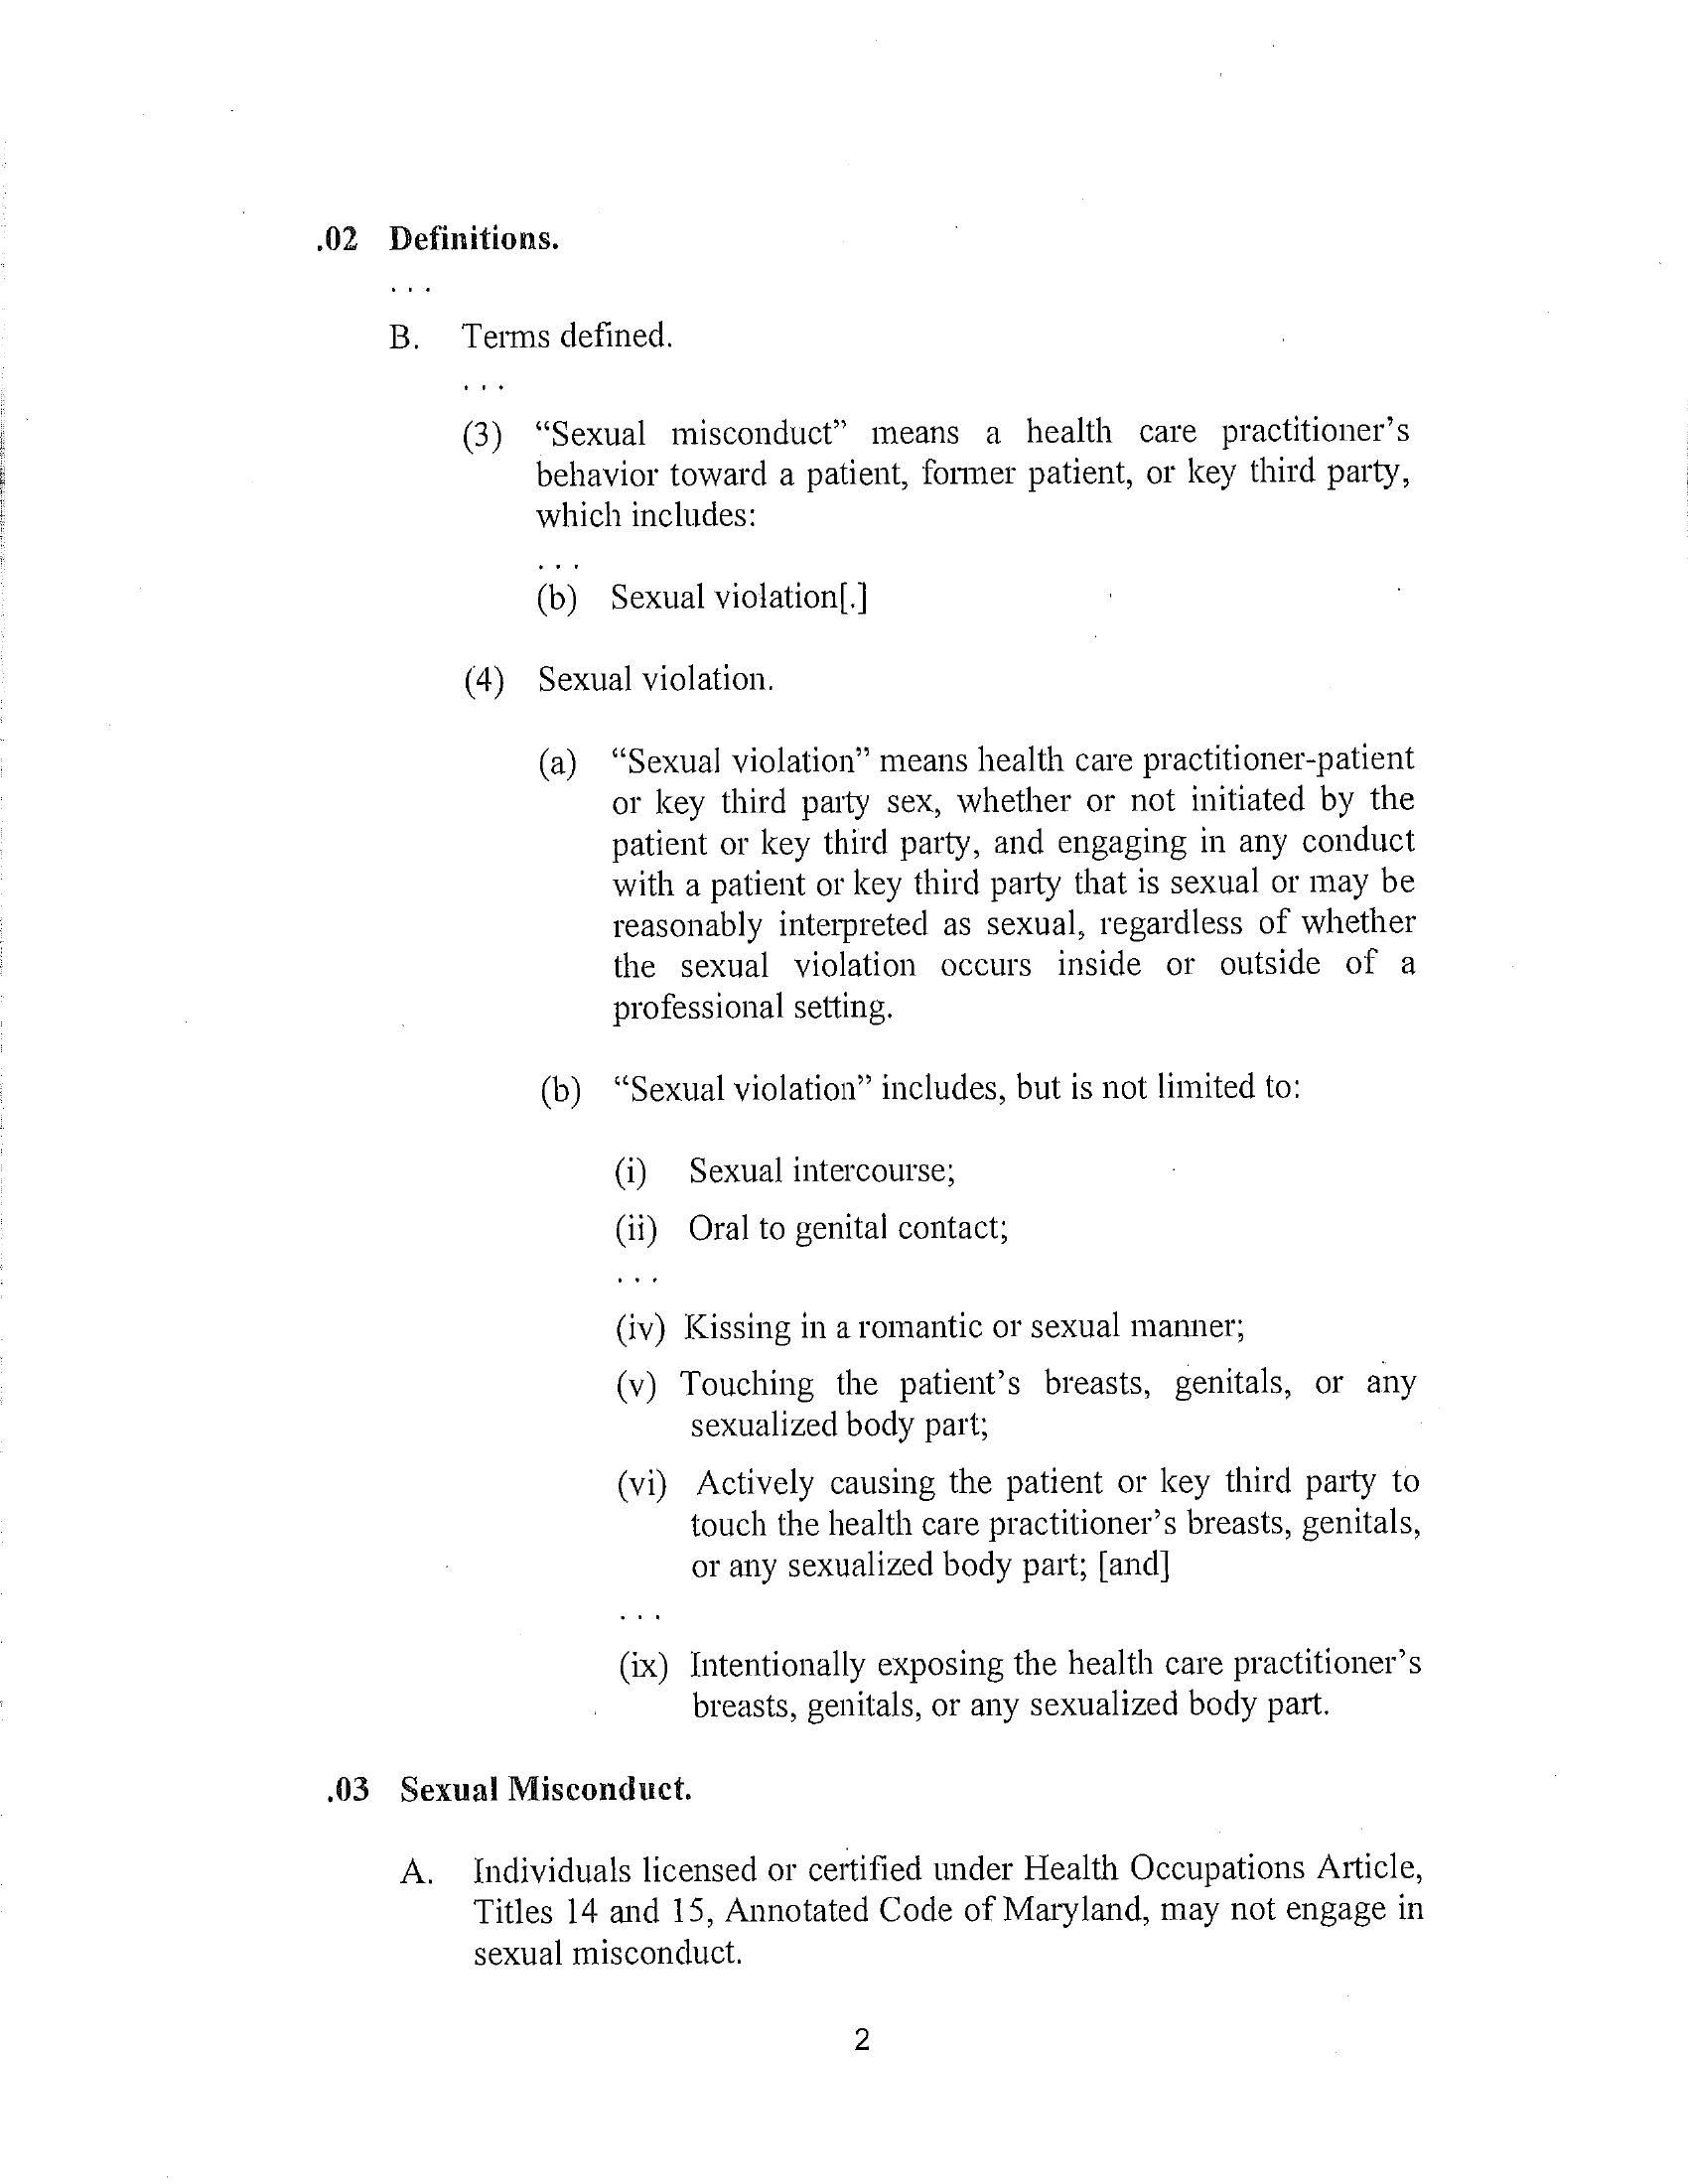 .02 Definitions.
. . .
B. Terms defined.
. . .
(3) “Sexual misconduct” means a health care practitioner’s
behavior toward a patient, former patient, or key third party,
which includes:
. . .
(b) Sexual violation[.]
(4) Sexual violation.
(a) “Sexual violation” means health care practitioner-patient
or key third party sex, whether or not initiated by the
patient or key third party, and engaging in any conduct
with a patient or key third party that is sexual or may be
reasonably interpreted as sexual, regardless of whether
the sexual violation occurs inside or outside of a
professional setting.
(b) “Sexual violation” includes, but is not limited to:
(i) Sexual intercourse;
(ii) Oral to genital contact;
. . .
(iv) Kissing in a romantic or sexual manner;
(v) Touching the patient’s breasts, genitals, or any
sexualized body part;
(vi) Actively causing the patient or key third party to
touch the health care practitioner’s breasts, genitals,
or any sexualized body part; [and]
. . .
(ix) Intentionally exposing the health care practitioner’s
breasts, genitals, or any sexualized body part.
.03 Sexual Misconduct.
A. Individuals licensed or certified under Health Occupations Article,
Titles 14 and 15, Annotated Code of Maryland, may not engage in
sexual misconduct.
2